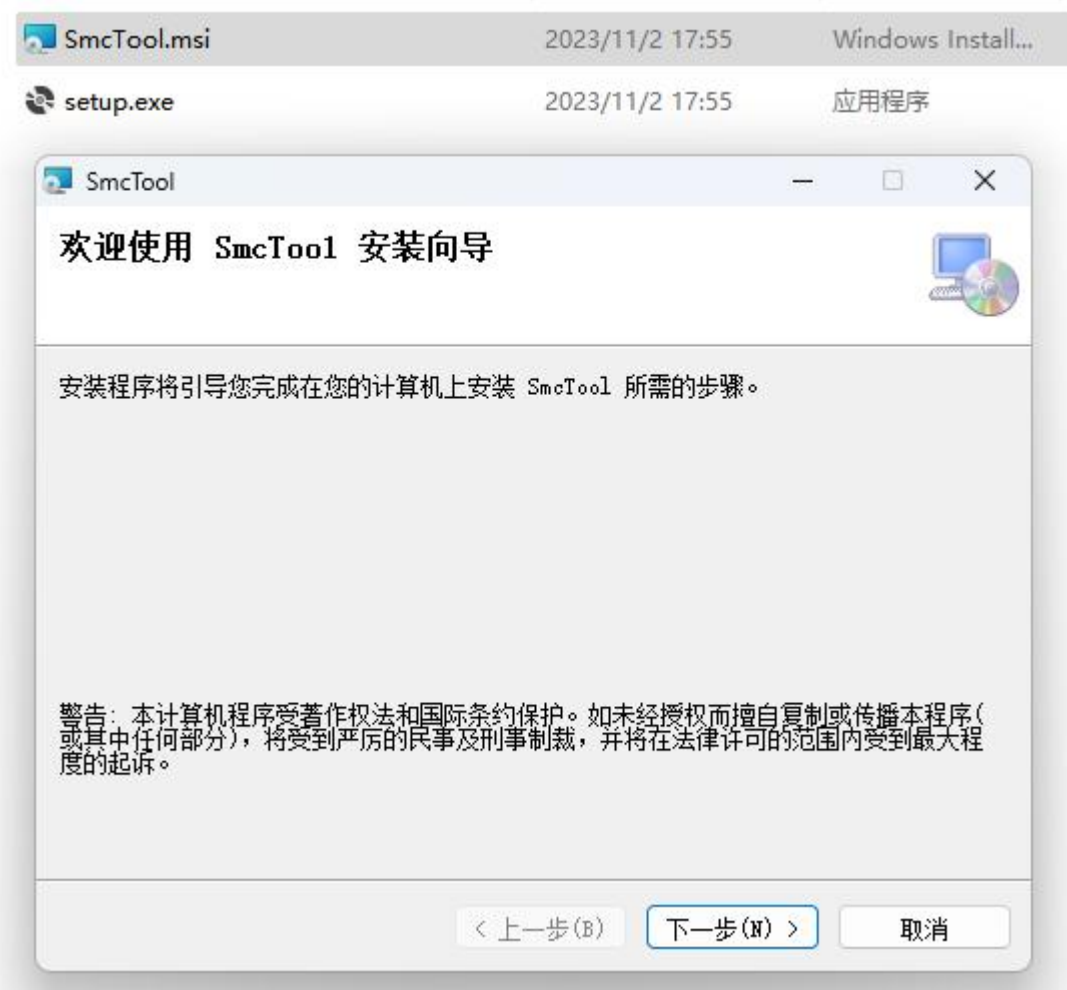 SmcTool.msi 2023/11/2 17:55 Windows Install...
setup.exe 2023/11/2 17:55 应用程序
SmcTool
欢迎使用 SmcTool 安装向导
安装程序将引导您完成在您的计算机上安装 SmcTool 所需的步骤。
警告: 本计算机程序受著作权法和国际条约保护。如未经授权而擅自复制或传播本程序(
或其中任何部分)，将受到严厉的民事及刑事制裁，并将在法律许可的范围内受到最大程
度的起诉。
< 上一步(B) 下一步(N) > 取消